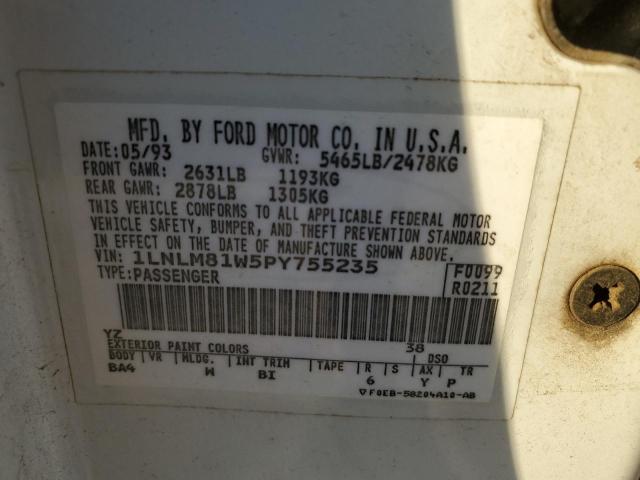 MFD. BY FORD MOTOR CO. IN U.S.A.
DATE: 05/93 GVWR: 5465LB/2478KG
FRONT GAWR: 2631LB 1193KG
REAR GAWR: 2878LB 1305KG
THIS VEHICLE CONFORMS TO ALL APPLICABLE FEDERAL MOTOR
VEHICLE SAFETY, BUMPER, AND THEFT PREVENTION STANDARDS
IN EFFECT ON THE DATE OF MANUFACTURE SHOWN ABOVE.
VIN: 1LNLM81W5PY755235 F0099
TYPE: PASSENGER R0211
YZ 38
EXTERIOR PAINT COLORS DSO
BODY VR MLDG. INT TRIM TAPE R S AX TR
BA4 W BI 6 Y P
▽F0EB-58204A10-AB